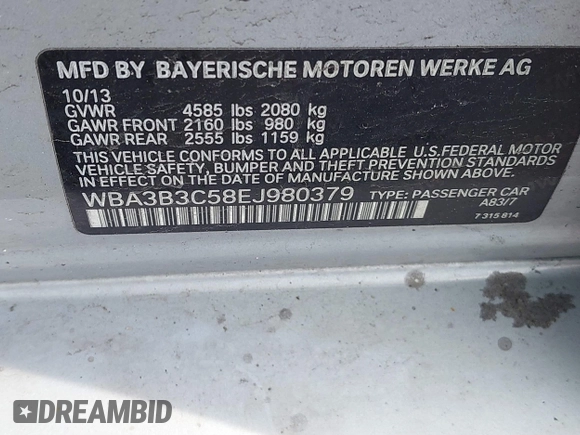 MFD BY BAYERISCHE MOTOREN WERKE AG
10/13
GVWR 4585 lbs 2080 kg
GAWR FRONT 2160 lbs 980 kg
GAWR REAR 2555 lbs 1159 kg
THIS VEHICLE CONFORMS TO ALL APPLICABLE U.S.FEDERAL MOTOR
VEHICLE SAFETY, BUMPER, AND THEFT PREVENTION STANDARDS
IN EFFECT ON THE DATE OF MANUFACTURE SHOWN ABOVE.
WBA3B3C58EJ980379 TYPE: PASSENGER CAR
A83/7
7 315 814
DREAMBID